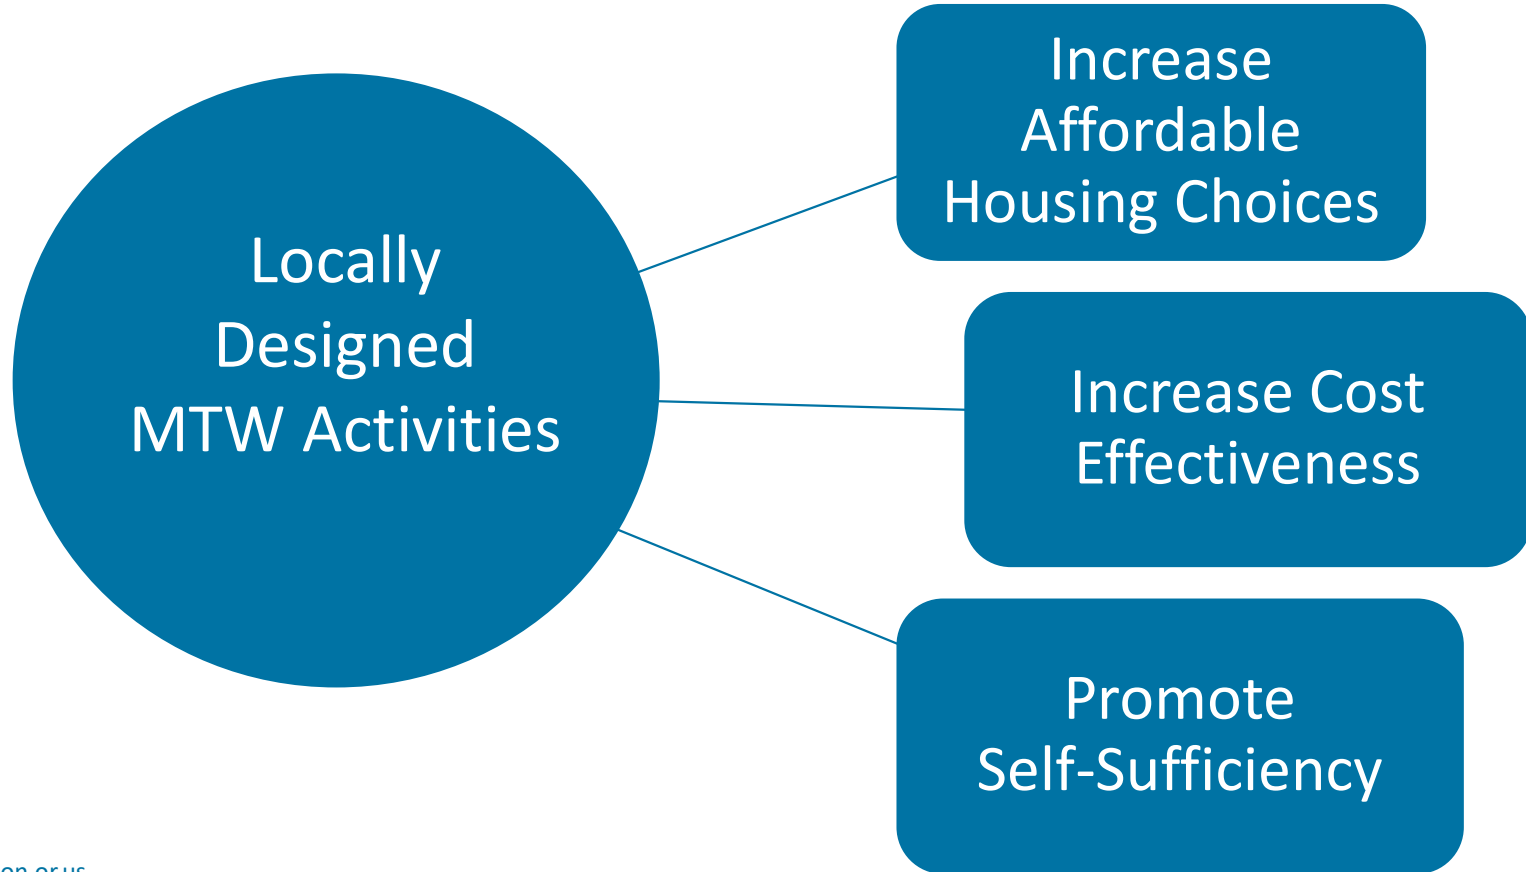 Locally
Designed
MTW Activities
Increase
Affordable
Housing Choices
Increase Cost
Effectiveness
Promote
Self-Sufficiency